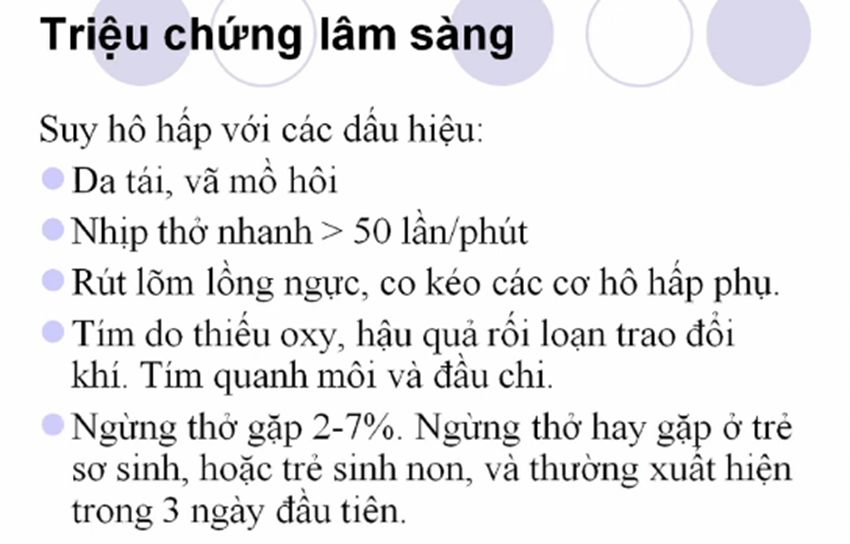 Triệu chứng lâm sàng
Suy hô hấp với các dấu hiệu:
Da tái, vã mồ hôi
Nhịp thở nhanh > 50 lần/phút
Rút lõm lồng ngực, co kéo các cơ hô hấp phụ.
Tím do thiếu oxy, hậu quả rối loạn trao đổi
khí. Tím quanh môi và đầu chi.
Ngừng thở gặp 2-7%. Ngừng thở hay gặp ở trẻ
sơ sinh, hoặc trẻ sinh non, và thường xuất hiện
trong 3 ngày đầu tiên.